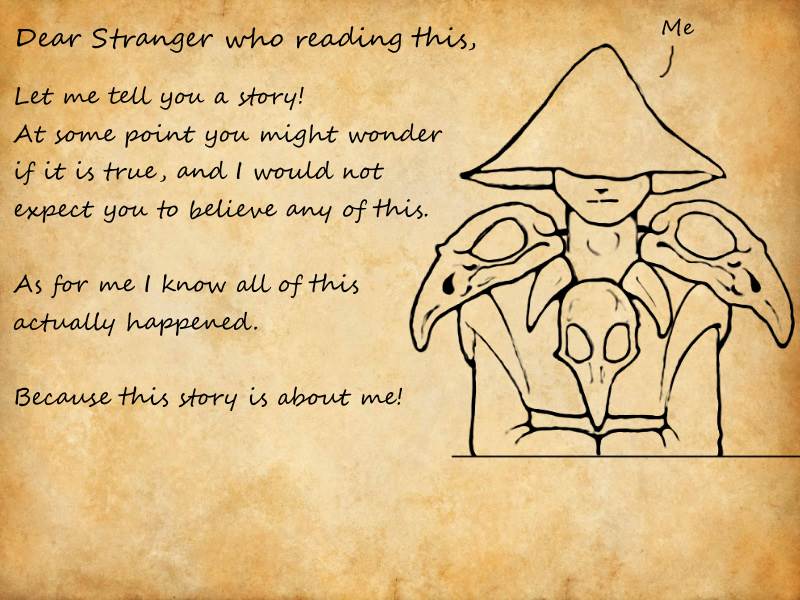 Me
Dear Stranger who reading this,
Let me tell you a story!
At some point you might wonder
if it is true, and I would not
expect you to believe any of this.
As for me I know all of this
actually happened.
Because this story is about me!